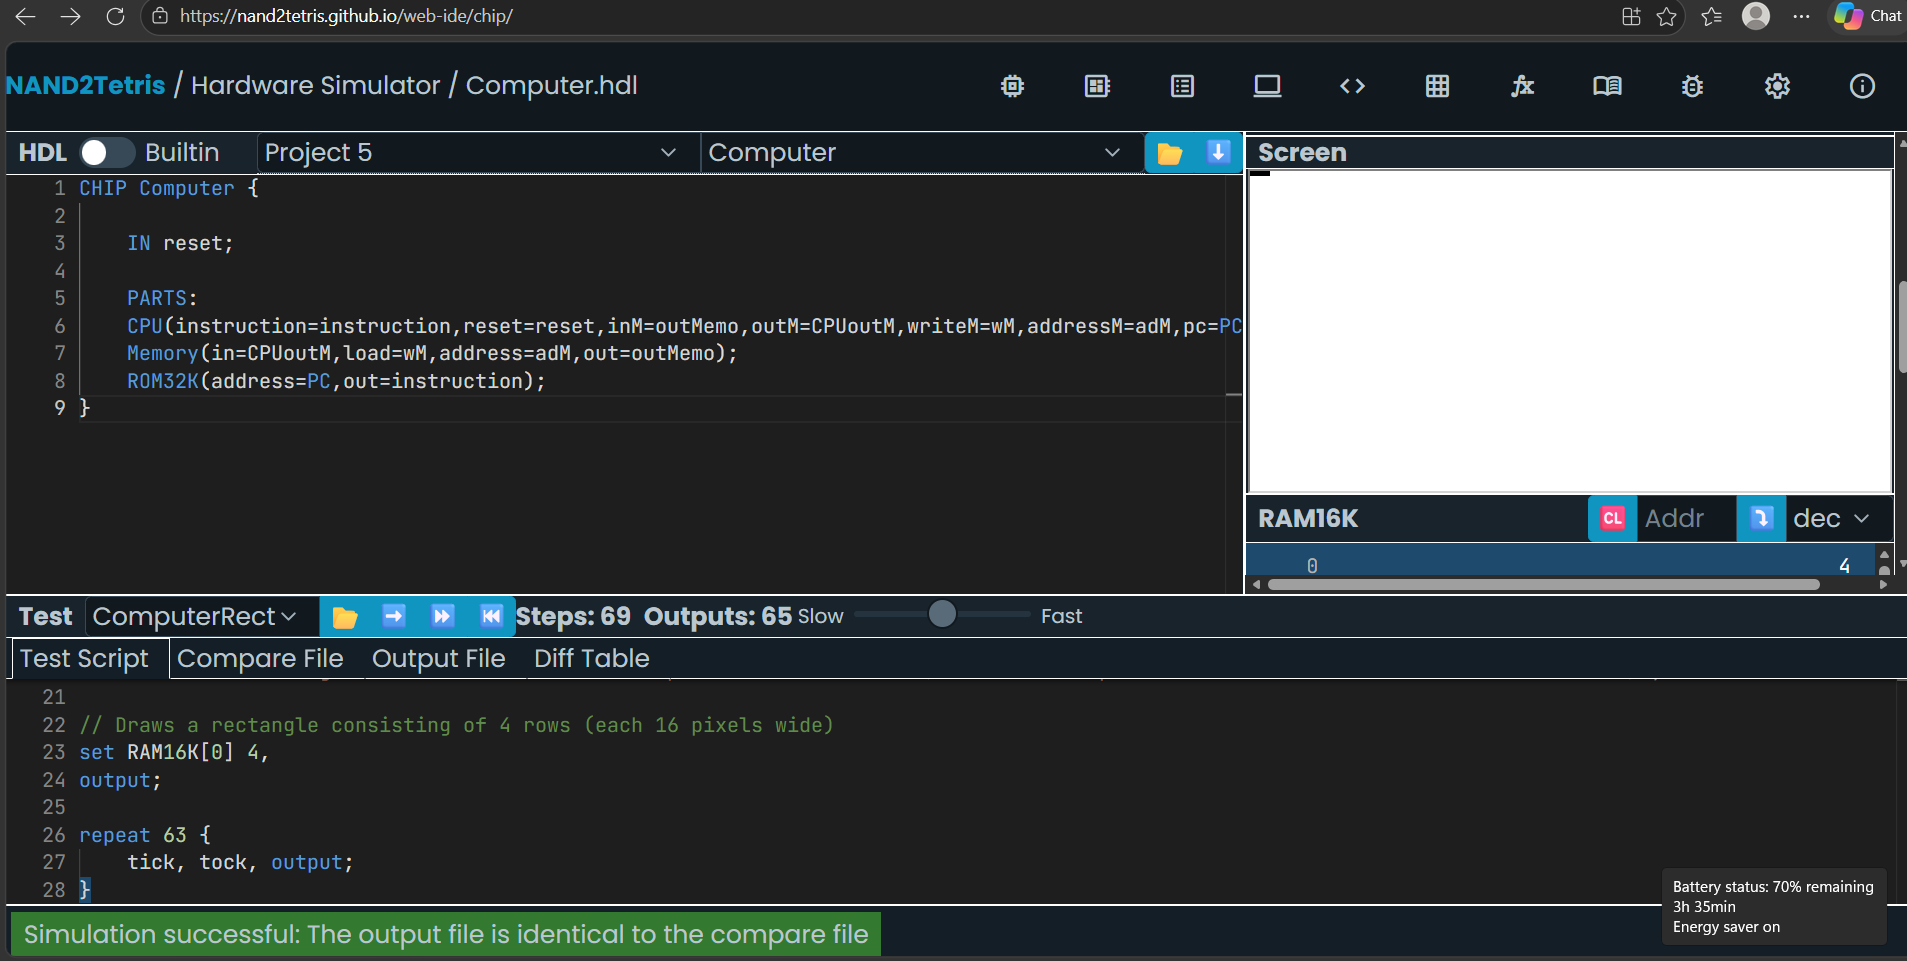 https://nand2tetris.github.io/web-ide/chip/
Chat
NAND2Tetris / Hardware Simulator / Computer.hdl
HDL Builtin Project 5 Computer
1 CHIP Computer {
2
3 IN reset;
4
5 PARTS:
6 CPU(instruction=instruction,reset=reset,inM=outMemo,outM=CPUoutM,writeM=wM,addressM=adM,pc=PC
7 Memory(in=CPUoutM,load=wM,address=adM,out=outMemo);
8 ROM32K(address=PC,out=instruction);
9 }
Screen
RAM16K CL Addr dec
0 4
Test ComputerRect Steps: 69 Outputs: 65 Slow Fast
Test Script Compare File Output File Diff Table
21
22 // Draws a rectangle consisting of 4 rows (each 16 pixels wide)
23 set RAM16K[0] 4,
24 output;
25
26 repeat 63 {
27 tick, tock, output;
28 }
Simulation successful: The output file is identical to the compare file
Battery status: 70% remaining
3h 35min
Energy saver on